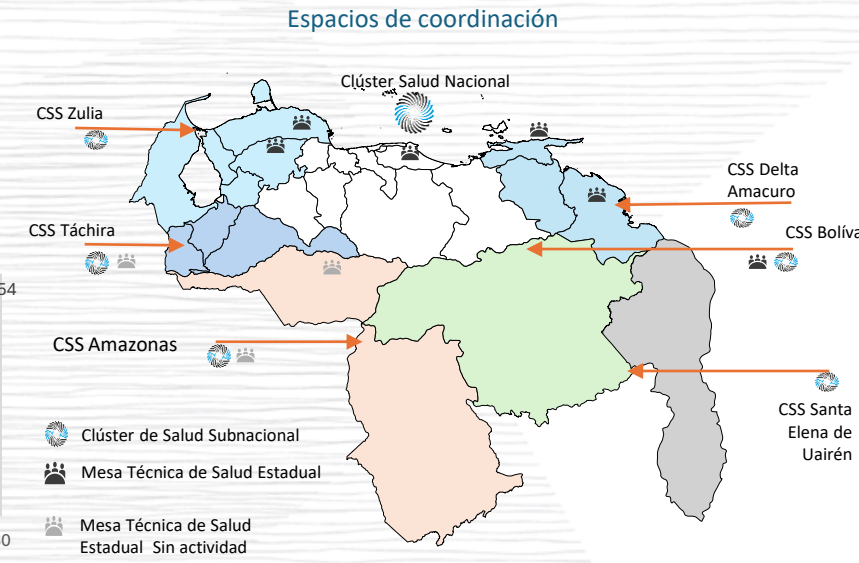 Espacios de coordinación
Clúster Salud Nacional
CSS Zulia
CSS Delta
Amacuro
CSS Táchira
CSS Bolíva
54
CSS Amazonas
CSS Santa
Elena de
Uairén
Clúster de Salud Subnacional
Mesa Técnica de Salud Estadual
Mesa Técnica de Salud
Estadual Sin actividad
0